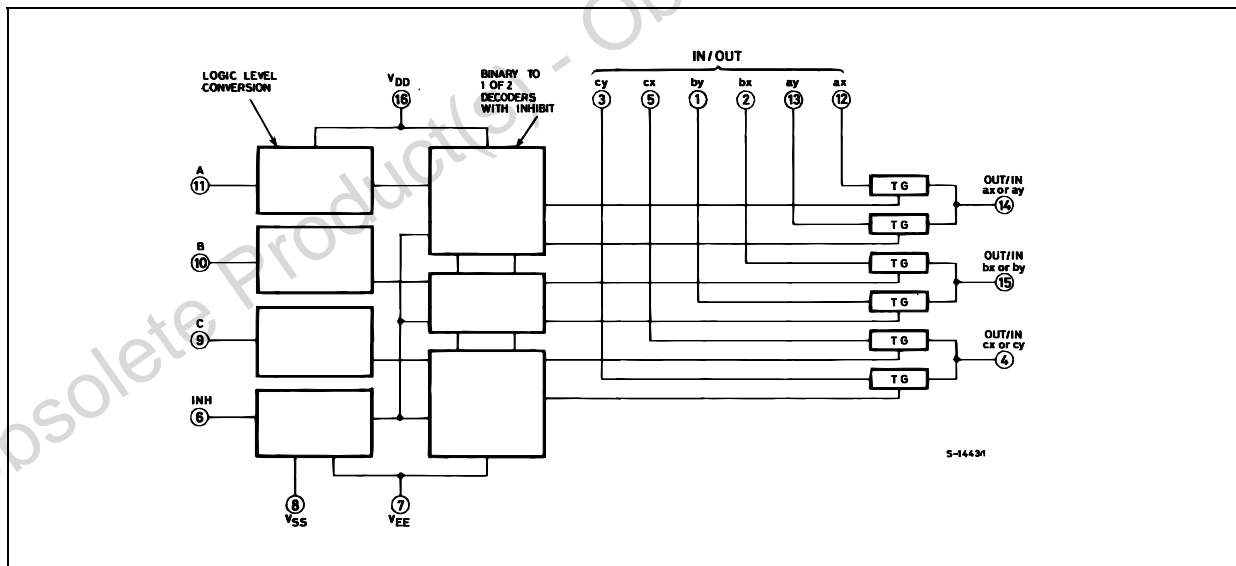 IN/OUT
LOGIC LEVEL
CONVERSION
VDD
16
BINARY TO
1 OF 2
DECODERS
WITH INHIBIT
cy cx by bx ay ax
3 5 1 2 13 12
A
11
TG
OUT/IN
ax or ay
14
TG
B
10
TG
OUT/IN
bx or by
15
TG
C
9
TG
OUT/IN
cx or cy
4
TG
INH
6
S-1443/1
8
VSS
7
VEE
Obsolete Product(s) - Ob